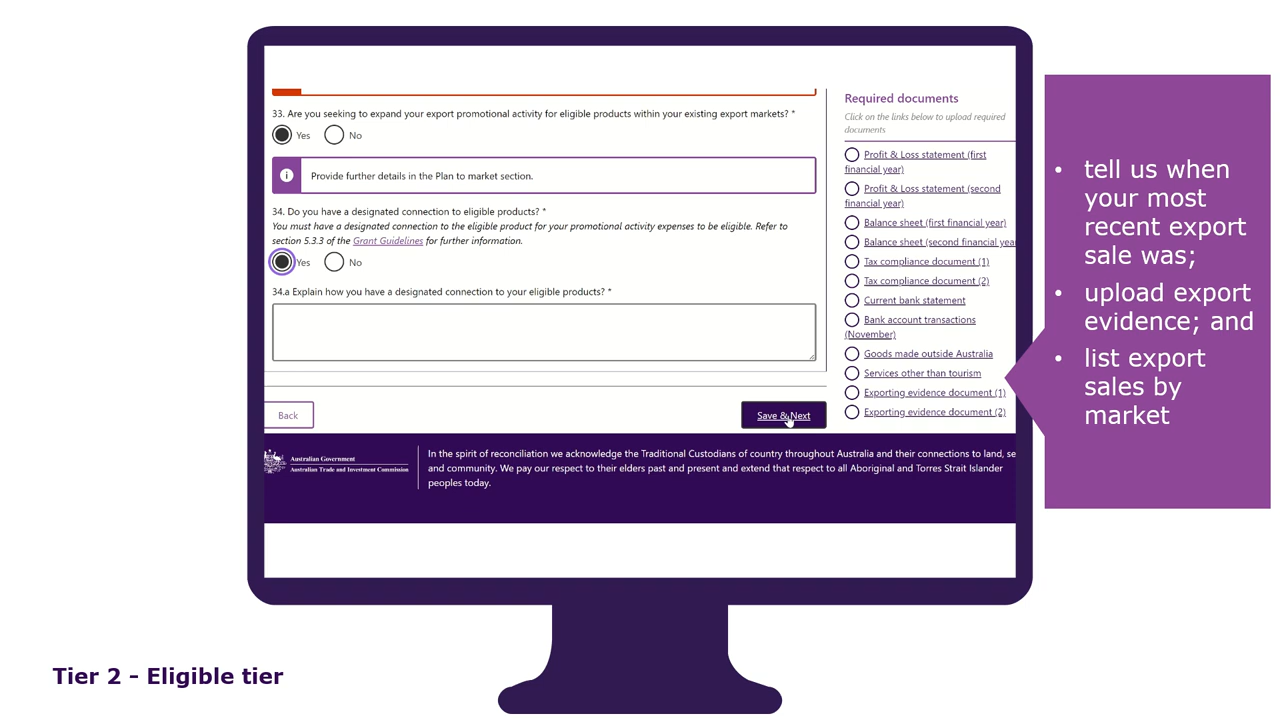 33. Are you seeking to expand your export promotional activity for eligible products within your existing export markets? *
Yes
No
Provide further details in the Plan to market section.
34. Do you have a designated connection to eligible products? *
You must have a designated connection to the eligible product for your promotional activity expenses to be eligible. Refer to
section 5.3.3 of the Grant Guidelines for further information.
Yes
No
34.a Explain how you have a designated connection to your eligible products? *
Back
Save & Next
Required documents
Click on the links below to upload required
documents
Profit & Loss statement (first
financial year)
Profit & Loss statement (second
financial year)
Balance sheet (first financial year)
Balance sheet (second financial year
Tax compliance document (1)
Tax compliance document (2)
Current bank statement
Bank account transactions
(November)
Goods made outside Australia
Services other than tourism
Exporting evidence document (1)
Exporting evidence document (2)
Australian Government
Australian Trade and Investment Commission
In the spirit of reconciliation we acknowledge the Traditional Custodians of country throughout Australia and their connections to land, se
and community. We pay our respect to their elders past and present and extend that respect to all Aboriginal and Torres Strait Islander
peoples today.
• tell us when
your most
recent export
sale was;
• upload export
evidence; and
• list export
sales by
market
Tier 2 - Eligible tier